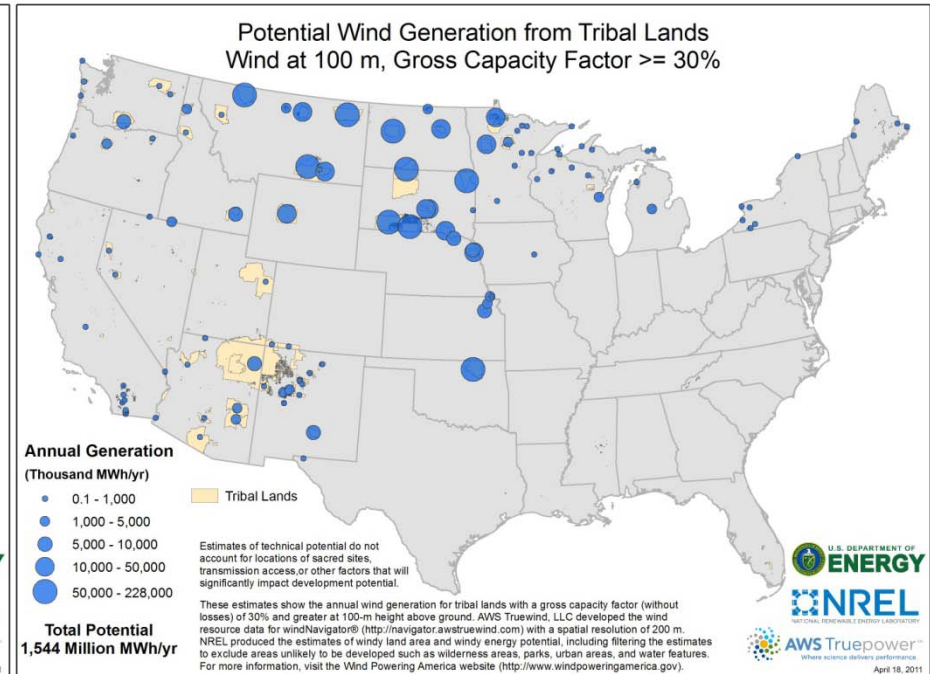 Potential Wind Generation from Tribal Lands
Wind at 100 m, Gross Capacity Factor >= 30%
Annual Generation
(Thousand MWh/yr)
0.1 - 1,000
1,000 - 5,000
5,000 - 10,000
10,000 - 50,000
50,000 - 228,000
Total Potential
1,544 Million MWh/yr
Tribal Lands
Estimates of technical potential do not
account for locations of sacred sites,
transmission access,or other factors that will
significantly impact development potential.
These estimates show the annual wind generation for tribal lands with a gross capacity factor (without
losses) of 30% and greater at 100-m height above ground. AWS Truewind, LLC developed the wind
resource data for windNavigator® (http://navigator.awstruewind.com) with a spatial resolution of 200 m.
NREL produced the estimates of windy land area and windy energy potential, including filtering the estimates
to exclude areas unlikely to be developed such as wilderness areas, parks, urban areas, and water features.
For more information, visit the Wind Powering America website (http://www.windpoweringamerica.gov).
U.S. DEPARTMENT OF
ENERGY
NREL
NATIONAL RENEWABLE ENERGY LABORATORY
AWS Truepower™
Where science delivers performance.
April 18, 2011